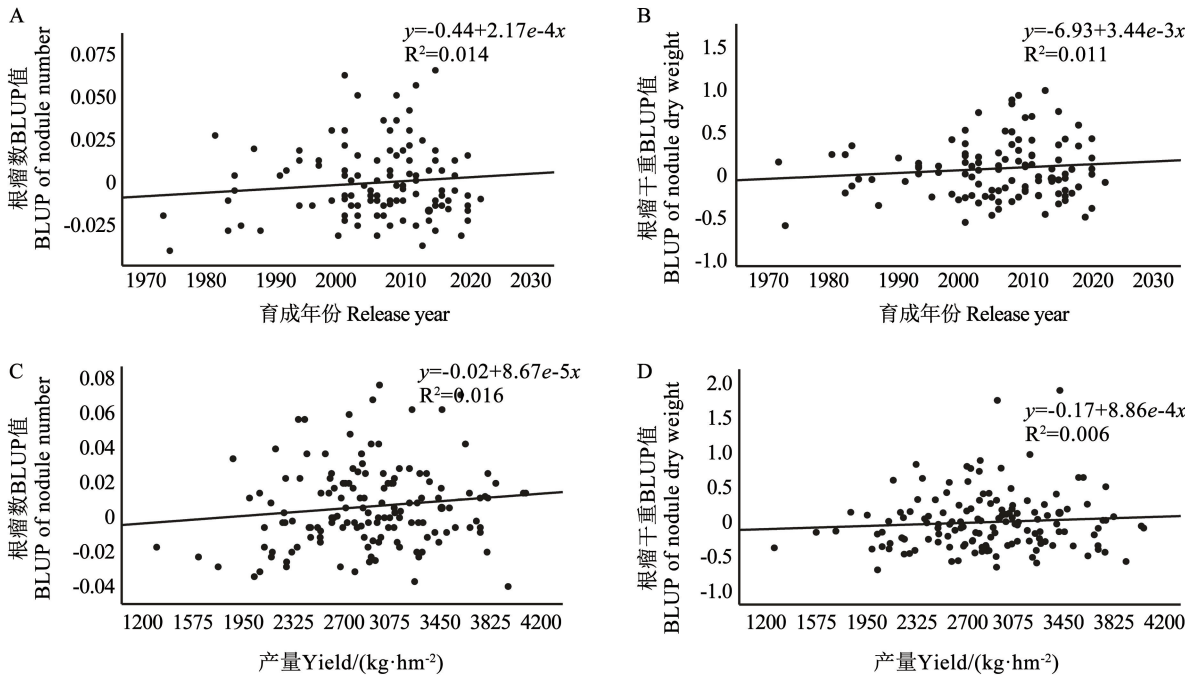 A
y=-0.44+2.17e-4x
R²=0.014
根瘤数BLUP值
BLUP of nodule number
0.075
0.050
0.025
0
-0.025
1970 1980 1990 2000 2010 2020 2030
育成年份 Release year
B
y=-6.93+3.44e-3x
R²=0.011
根瘤干重BLUP值
BLUP of nodule dry weight
1.5
1.0
0.5
0
-0.5
-1.0
1970 1980 1990 2000 2010 2020 2030
育成年份 Release year
C
y=-0.02+8.67e-5x
R²=0.016
根瘤数BLUP值
BLUP of nodule number
0.08
0.06
0.04
0.02
0
-0.02
-0.04
1200 1575 1950 2325 2700 3075 3450 3825 4200
产量Yield/(kg·hm⁻²)
D
y=-0.17+8.86e-4x
R²=0.006
根瘤干重BLUP值
BLUP of nodule dry weight
2.0
1.5
1.0
0.5
0
-0.5
-1.0
1200 1575 1950 2325 2700 3075 3450 3825 4200
产量Yield/(kg·hm⁻²)